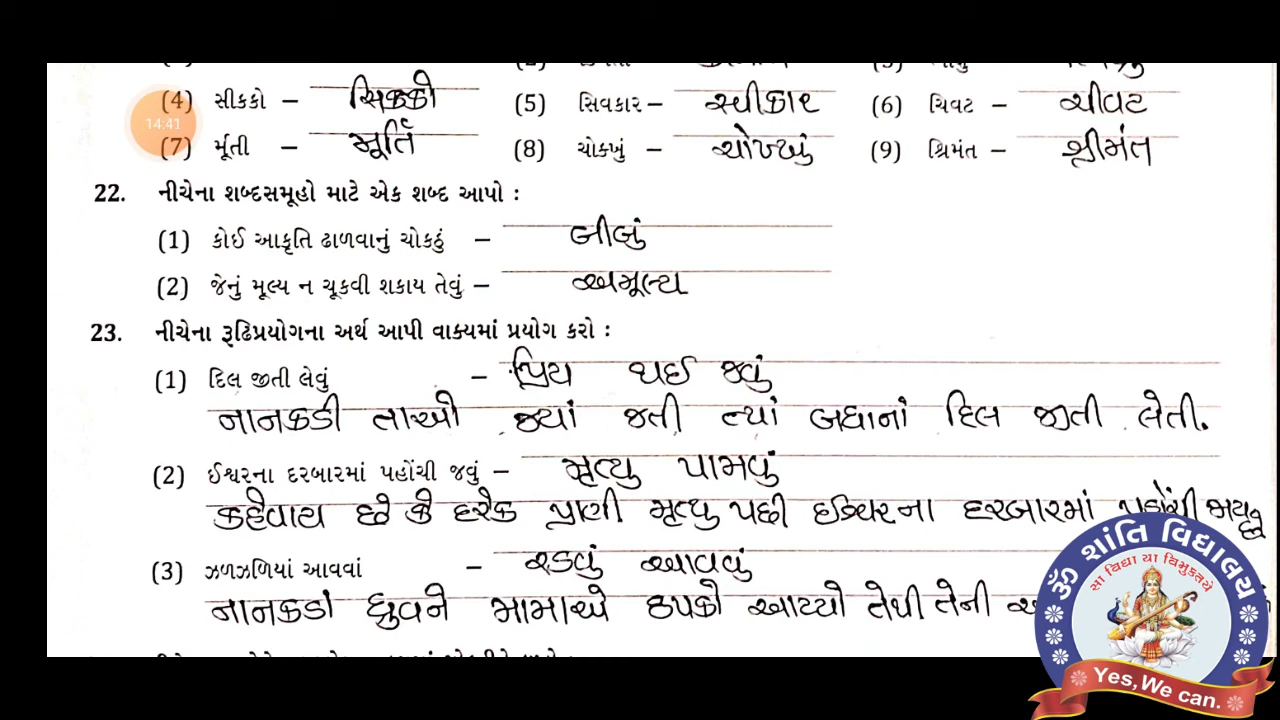 (4) સીકકો – સિક્કો (5) સિવકાર – સ્વીકાર (6) ચિવટ – ચીવટ
14:41
(7) ર્મૂતી – મૂર્તિ (8) ચોકખું – ચોખ્ખું (9) શ્રિમંત – શ્રીમંત
22. નીચેના શબ્દસમૂહો માટે એક શબ્દ આપો :
(1) કોઈ આકૃતિ ઢાળવાનું ચોકઠું – બીબું
(2) જેનું મૂલ્ય ન ચૂકવી શકાય તેવું – અમૂલ્ય
23. નીચેના રૂઢિપ્રયોગના અર્થ આપી વાક્યમાં પ્રયોગ કરો :
(1) દિલ જીતી લેવું – પ્રિય થઈ જવું
નાનકડી તાઓ જ્યાં જતી ત્યાં બધાનાં દિલ જીતી લેતી.
(2) ઈશ્વરના દરબારમાં પહોંચી જવું – મૃત્યુ પામવું
કહેવાય છે કે દરેક પ્રાણી મૃત્યુ પછી ઈશ્વરના દરબારમાં પહોંચી જાય છે
(3) ઝળઝળિયાં આવવાં – રડવું આવવું
નાનકડાં ધ્રુવને મામાએ ઠપકો આપ્યો તેથી તેની
ૐ શાંતિ વિદ્યાલય
સા વિદ્યા યા વિમુક્તયે
Yes, We can.